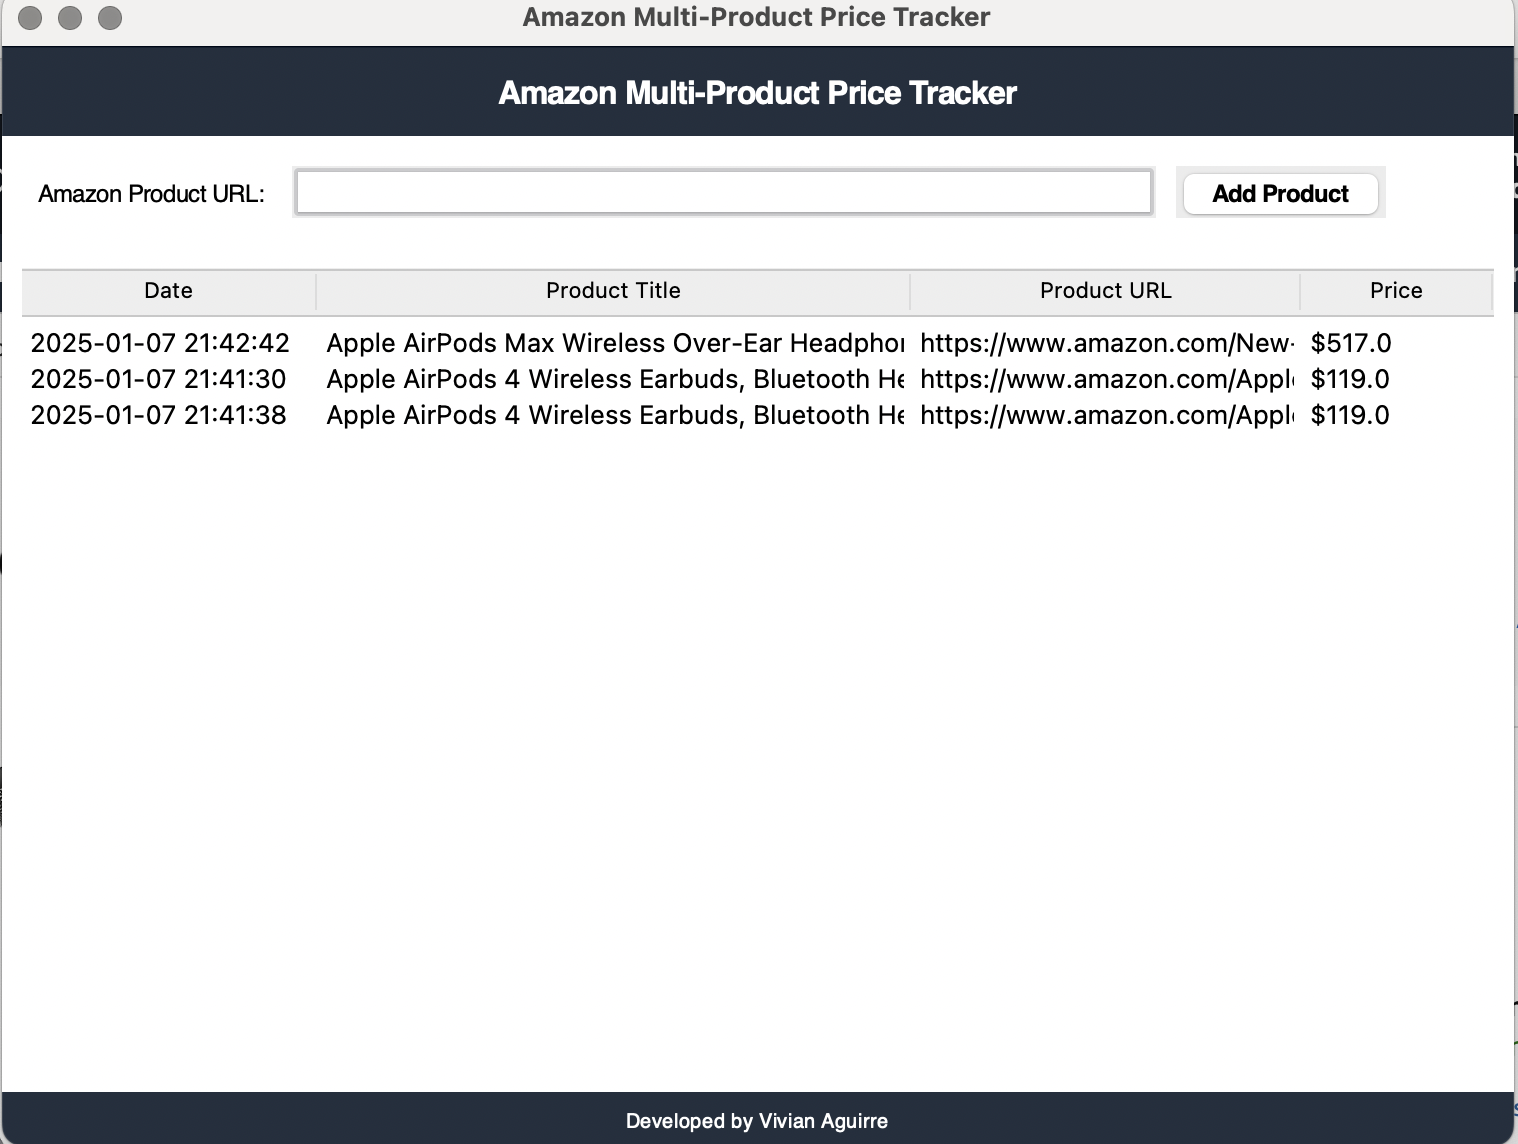 Amazon Multi-Product Price Tracker
Amazon Multi-Product Price Tracker
Amazon Product URL: Add Product
Date Product Title Product URL Price
2025-01-07 21:42:42 Apple AirPods Max Wireless Over-Ear Headphon https://www.amazon.com/New- $517.0
2025-01-07 21:41:30 Apple AirPods 4 Wireless Earbuds, Bluetooth He https://www.amazon.com/Apple $119.0
2025-01-07 21:41:38 Apple AirPods 4 Wireless Earbuds, Bluetooth He https://www.amazon.com/Apple $119.0
Developed by Vivian Aguirre